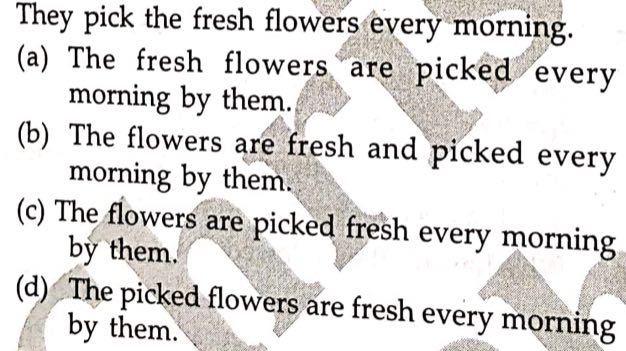 They pick the fresh flowers every morning.
(a) The fresh flowers are picked every
morning by them.
(b) The flowers are fresh and picked every
morning by them.
(c) The flowers are picked fresh every morning
by them.
(d) The picked flowers are fresh every morning
by them.